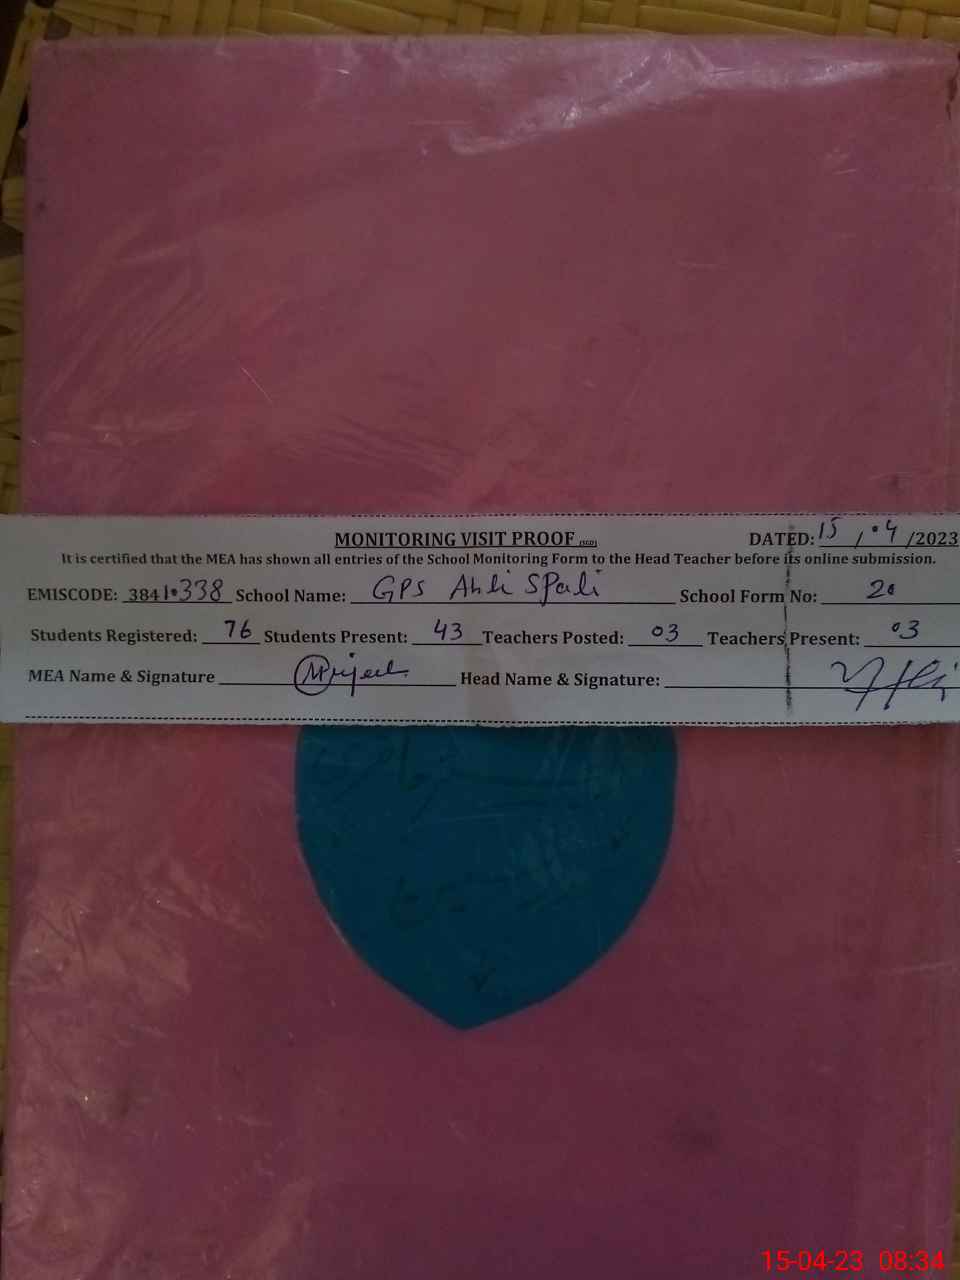 MONITORING VISIT PROOF (SGD) DATED: 15 / 04 /2023
It is certified that the MEA has shown all entries of the School Monitoring Form to the Head Teacher before its online submission.
EMISCODE: 38410338 School Name: GPS Ahli School Form No: 20
Students Registered: 76 Students Present: 43 Teachers Posted: 03 Teachers Present: 03
MEA Name & Signature Head Name & Signature:
15-04-23 08:34